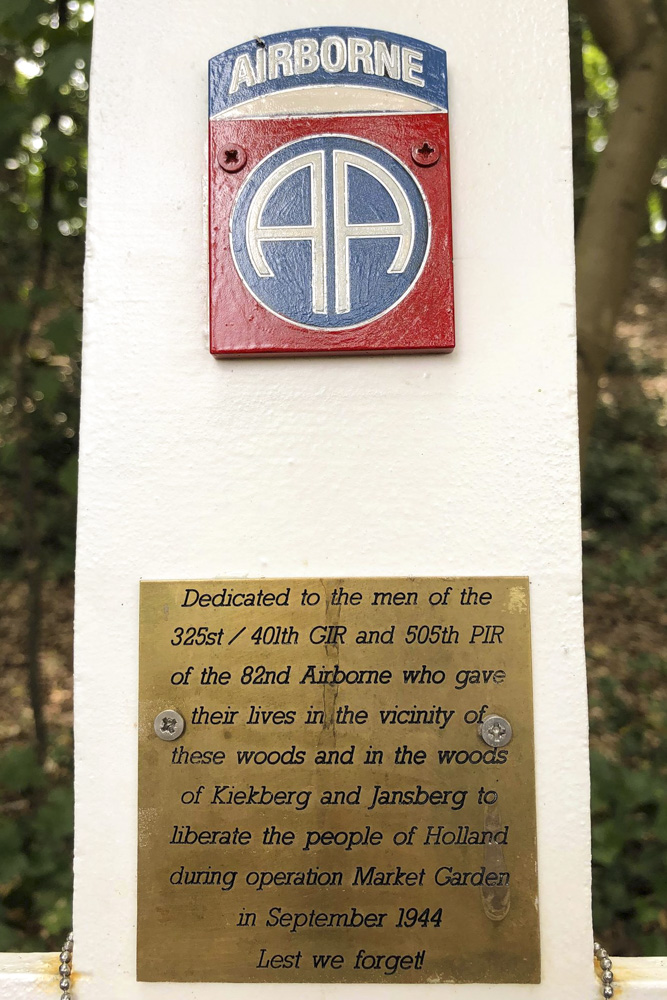 AIRBORNE
AA
Dedicated to the men of the
325st / 401th GIR and 505th PIR
of the 82nd Airborne who gave
their lives in the vicinity of
these woods and in the woods
of Kiekberg and Jansberg to
liberate the people of Holland
during operation Market Garden
in September 1944
Lest we forget!